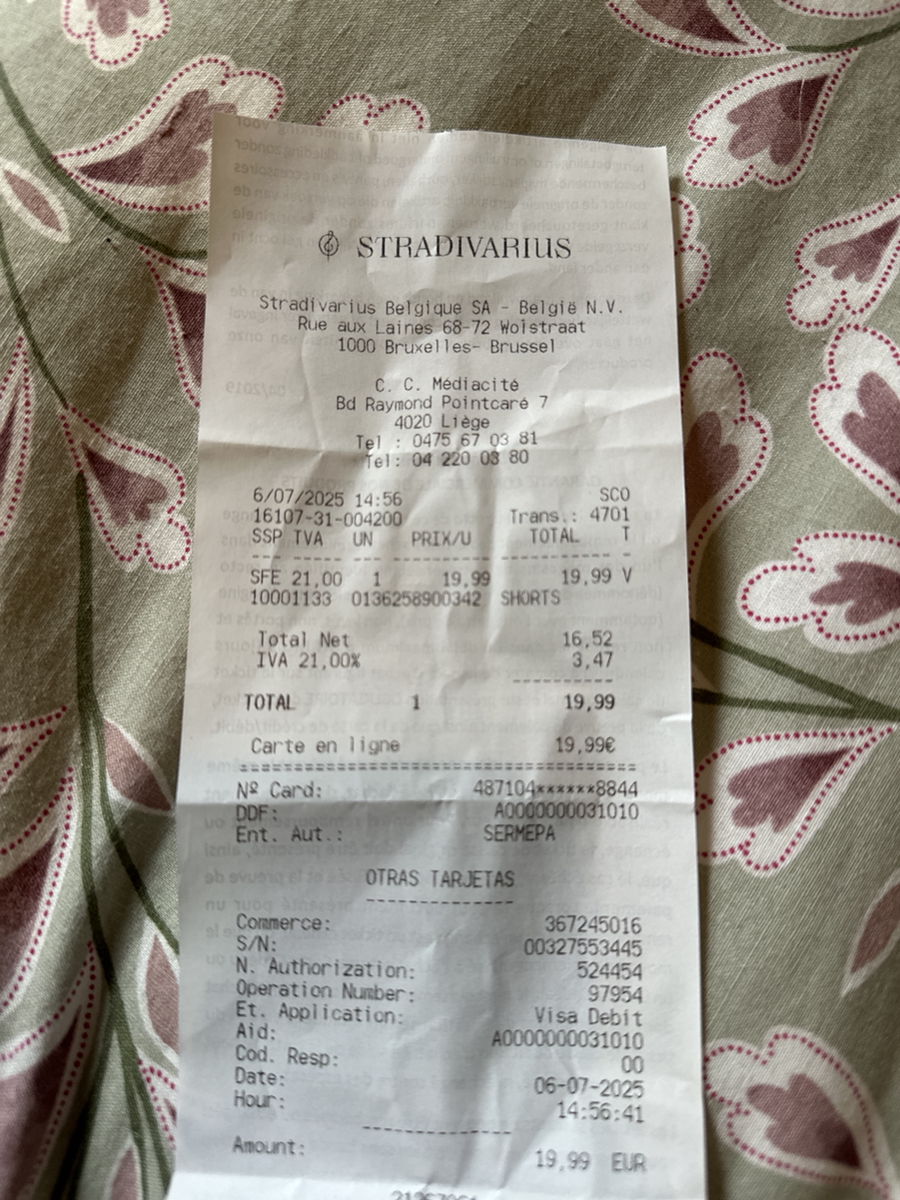 STRADIVARIUS
Stradivarius Belgique SA - België N.V.
Rue aux Laines 68-72 Wolstraat
1000 Bruxelles- Brussel
C. C. Médiacité
Bd Raymond Pointcaré 7
4020 Liège
Tel : 0475 67 03 81
Tel: 04 220 03 80
6/07/2025 14:56 SCO
16107-31-004200 Trans.: 4701
SSP TVA UN PRIX/U TOTAL T
--- ------- ---- -------- ---------- -
SFE 21,00 1 19,99 19,99 V
10001133 0136258900342 SHORTS
Total Net 16,52
IVA 21,00% 3,47
----------
TOTAL 1 19,99
Carte en ligne 19,99€
========================================
Nº Card: 487104******8844
DDF: A0000000031010
Ent. Aut.: SERMEPA
OTRAS TARJETAS
---------------
Commerce: 367245016
S/N: 00327553445
N. Authorization: 524454
Operation Number: 97954
Et. Application: Visa Debit
Aid: A0000000031010
Cod. Resp: 00
Date: 06-07-2025
Hour: 14:56:41
---------------
Amount: 19,99 EUR